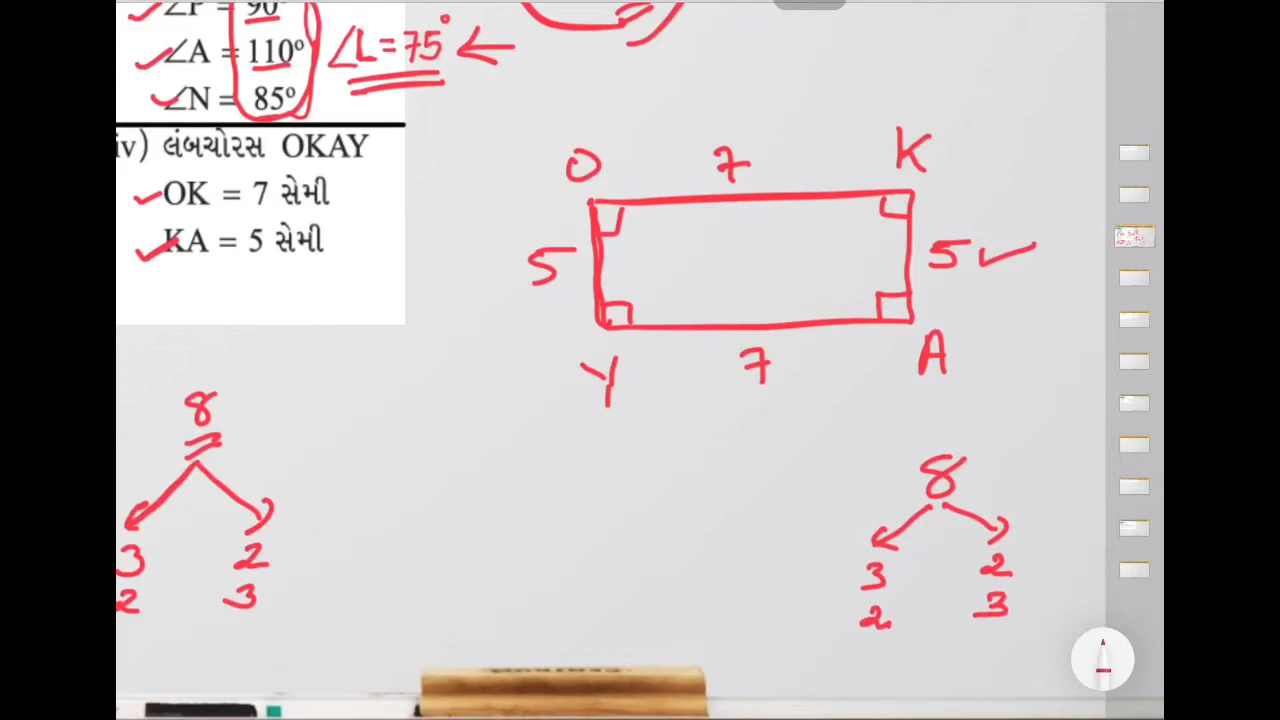 ∠P = 90°
∠A = 110°
∠L = 75°
∠N = 85°
iv) લંબચોરસ OKAY
OK = 7 સેમી
KA = 5 સેમી
O 7 K
5 5
Y 7 A
8
3 2
2 3
8
3 2
2 3